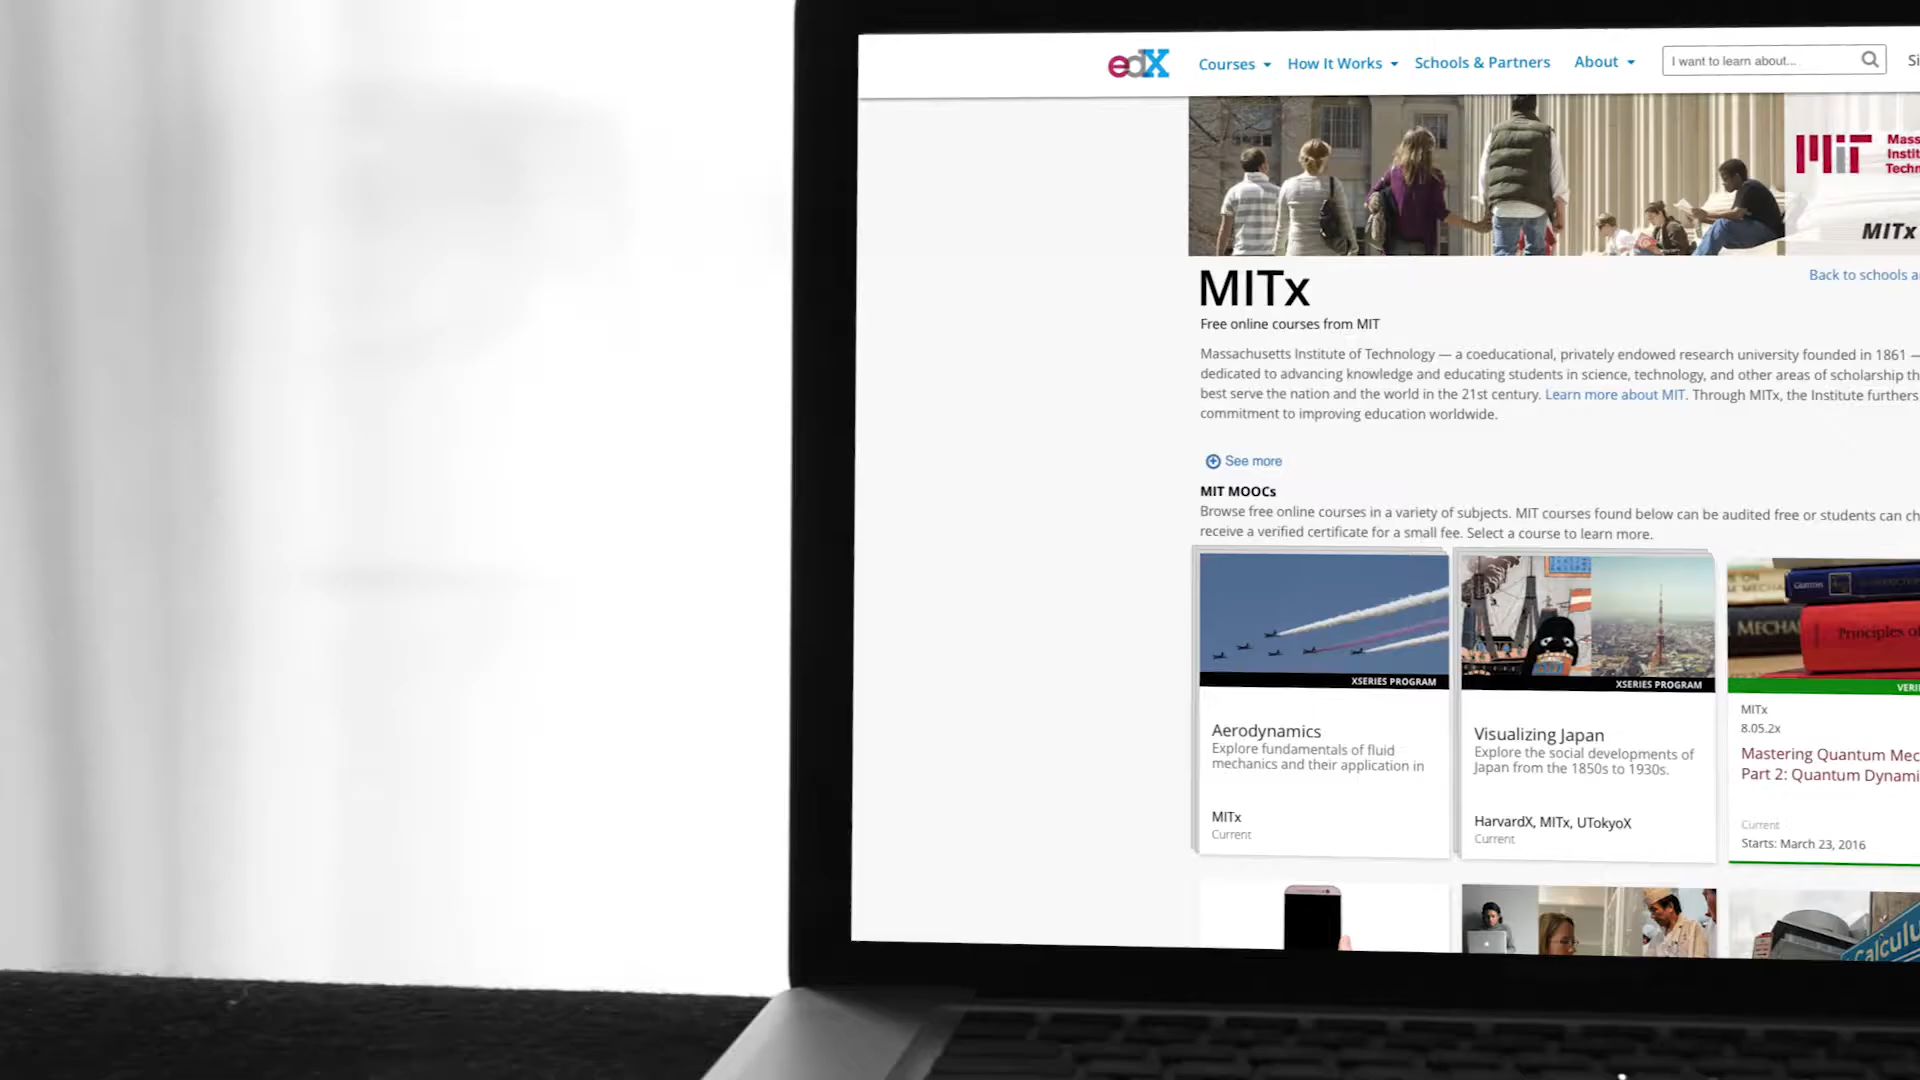 edX Courses How It Works Schools & Partners About I want to learn about...
MiT
MITx
MITx
Back to schools
Free online courses from MIT
Massachusetts Institute of Technology — a coeducational, privately endowed research university founded in 1861 —
dedicated to advancing knowledge and educating students in science, technology, and other areas of scholarship
best serve the nation and the world in the 21st century. Learn more about MIT. Through MITx, the Institute furthers
commitment to improving education worldwide.
See more
MIT MOOCs
Browse free online courses in a variety of subjects. MIT courses found below can be audited free or students can
receive a verified certificate for a small fee. Select a course to learn more.
XSERIES PROGRAM
Aerodynamics
Explore fundamentals of fluid
mechanics and their application in
MITx
Current
XSERIES PROGRAM
Visualizing Japan
Explore the social developments of
Japan from the 1850s to 1930s.
HarvardX, MITx, UTokyoX
Current
Principles
MITx
8.05.2x
Mastering Quantum
Part 2: Quantum
Current
Starts: March 23, 2016